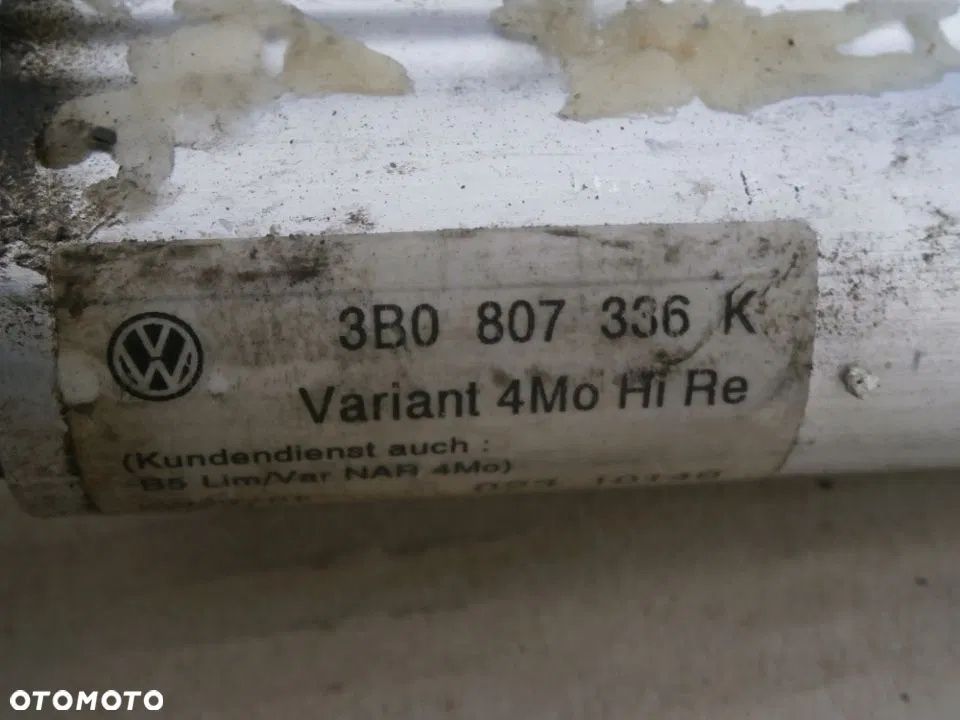 3B0 807 336 K
Variant 4Mo Hi Re
(Kundendienst auch :
B5 Lim/Var NAR 4Mo)
OTOMOTO